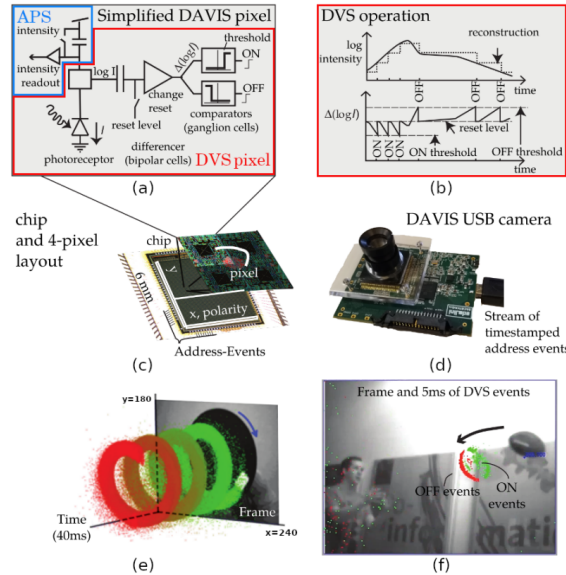 APS
Simplified DAVIS pixel
intensity
intensity
readout
log I
Δ(logI)
threshold
ON
OFF
change
reset
reset level
comparators
(ganglion cells)
I
photoreceptor
differencer
(bipolar cells)
DVS pixel
(a)
DVS operation
log
intensity
reconstruction
OFF
OFF
OFF
time
Δ(logI)
reset level
ON
ON
ON
ON threshold
OFF threshold
time
(b)
chip
and 4-pixel
layout
chip
pixel
6 mm
y
x, polarity
Address-Events
(c)
DAVIS USB camera
Stream of
timestamped
address events
(d)
y=180
Time
(40ms)
Frame
x=240
(e)
Frame and 5ms of DVS events
OFF events
ON
events
(f)